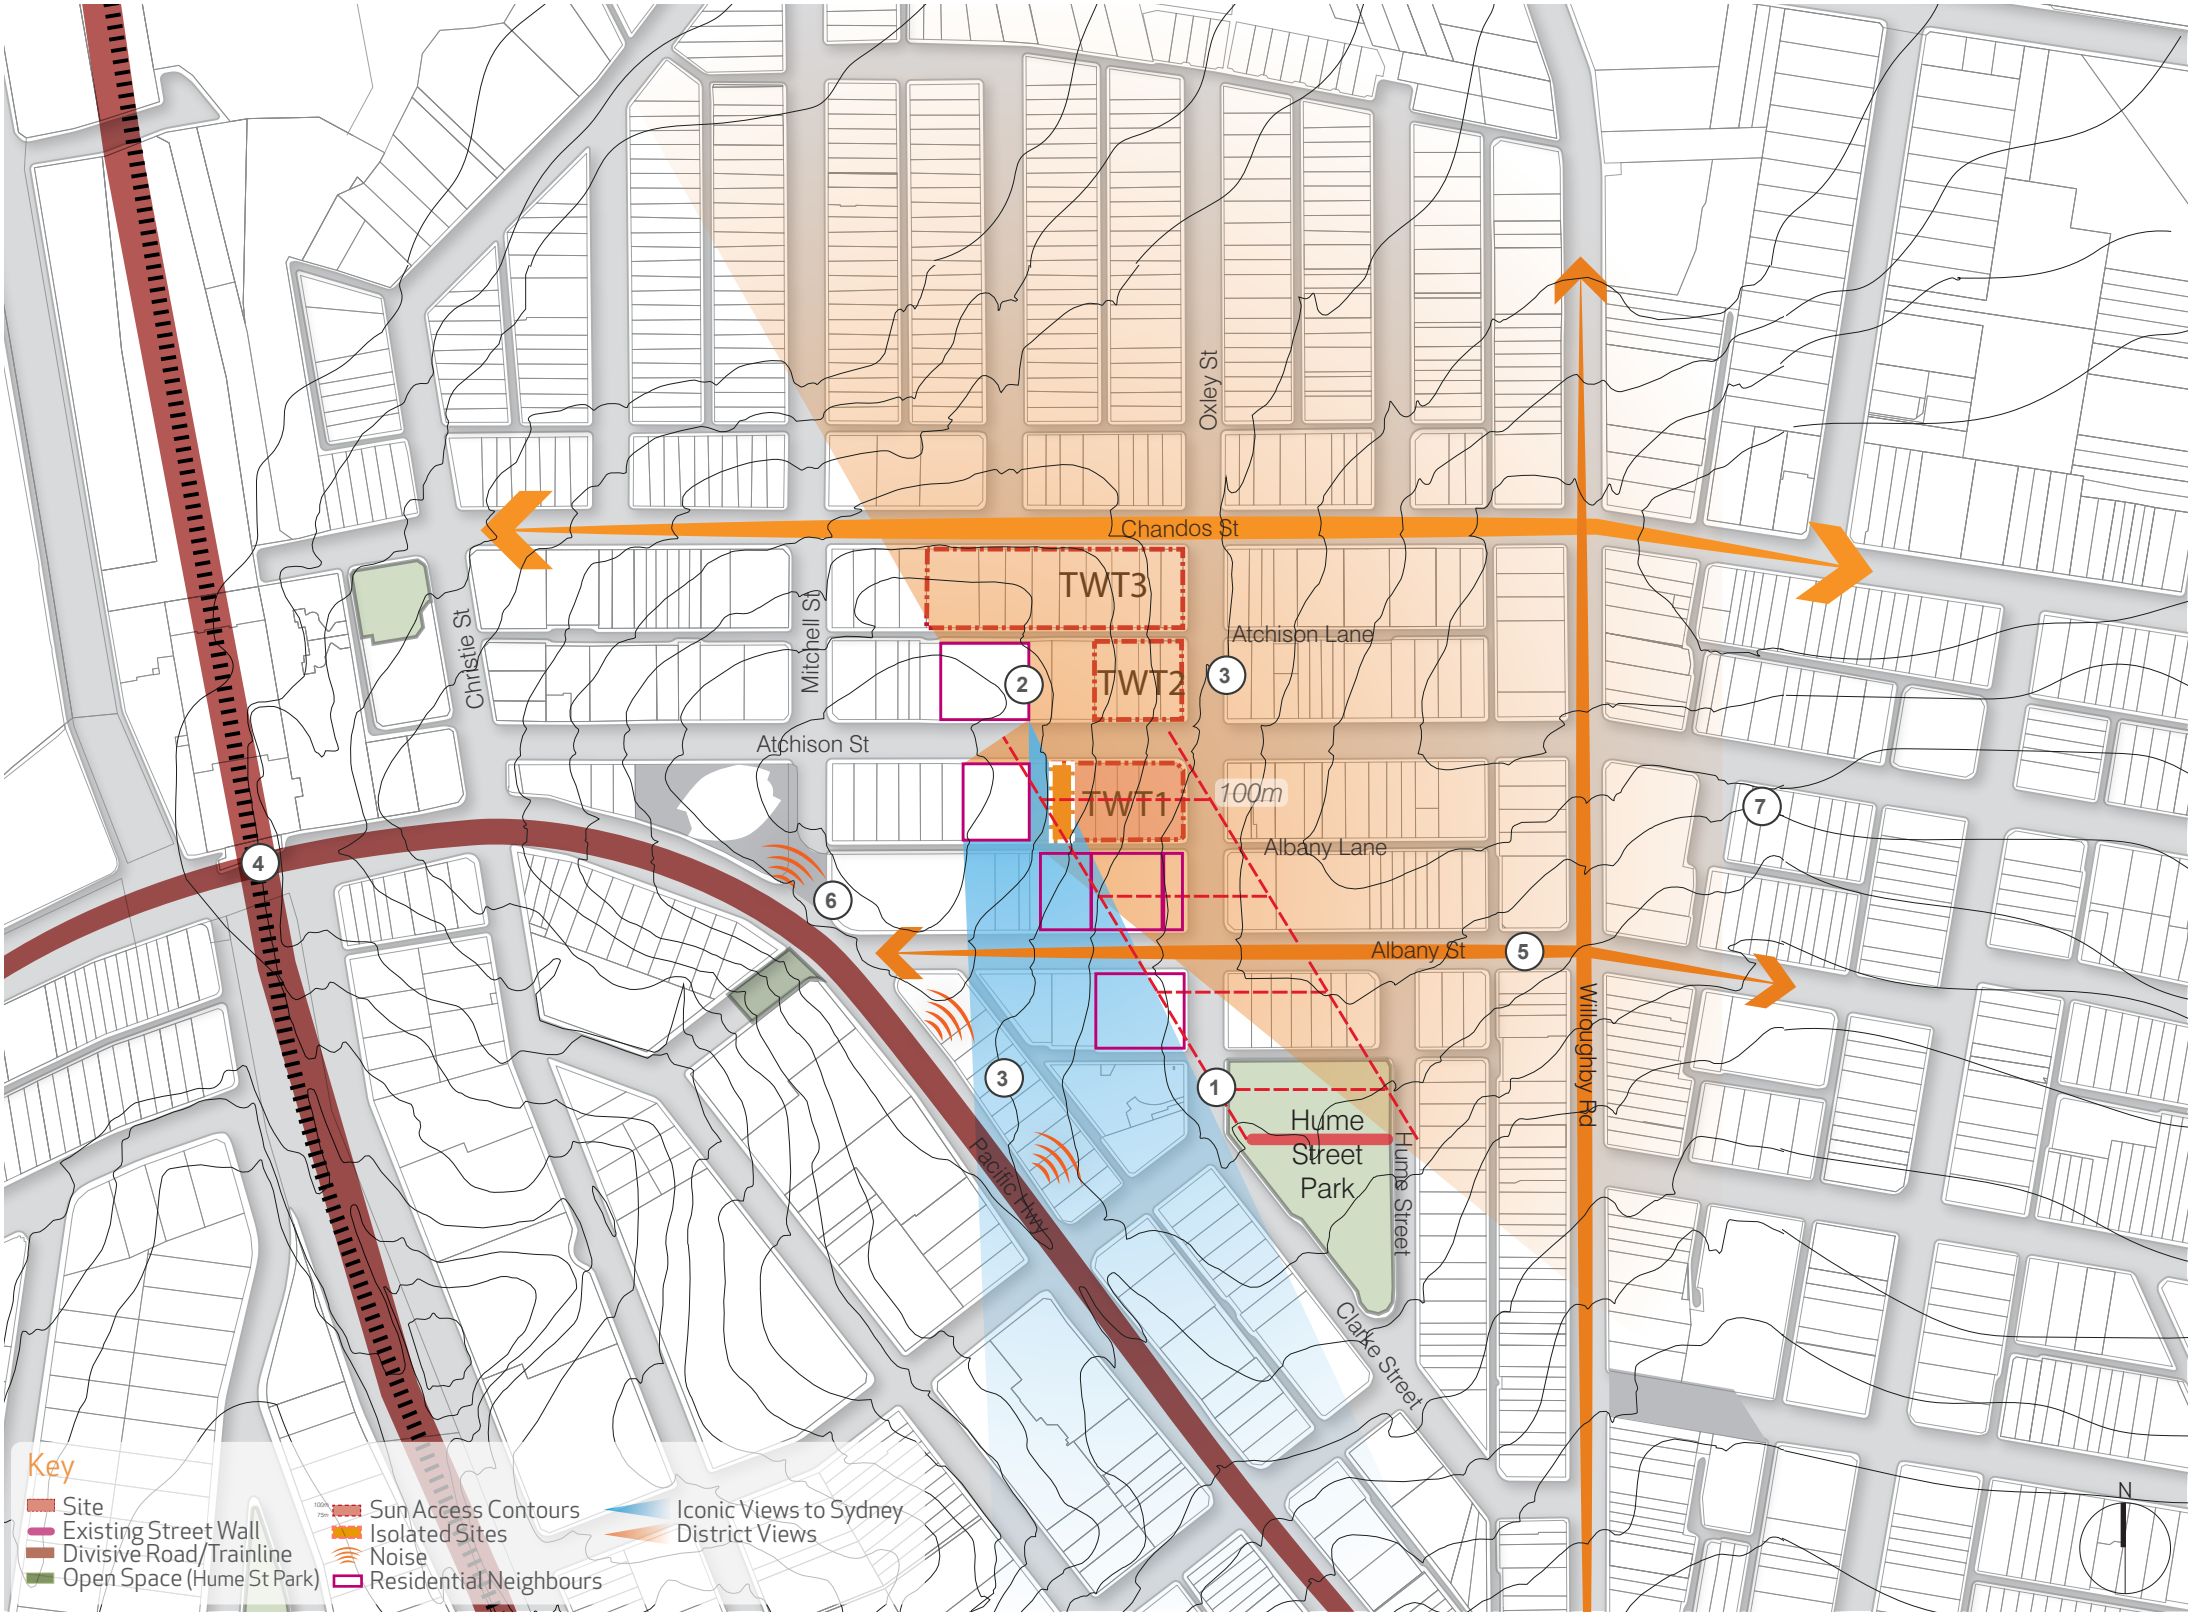 Oxley St
Chandos St
TWT3
Atchison Lane
Mitchell St
Christie St
2
TWT2
3
Atchison St
100m
TWT1
7
Albany Lane
4
6
Albany St
5
Willoughby Rd
3
1
Hume
Street
Park
Hume Street
Pacific Hwy
Clarke Street
N
Key
Site
Existing Street Wall
Divisive Road/Trainline
Open Space (Hume St Park)
100m
75m
Sun Access Contours
Isolated Sites
Noise
Residential Neighbours
Iconic Views to Sydney
District Views